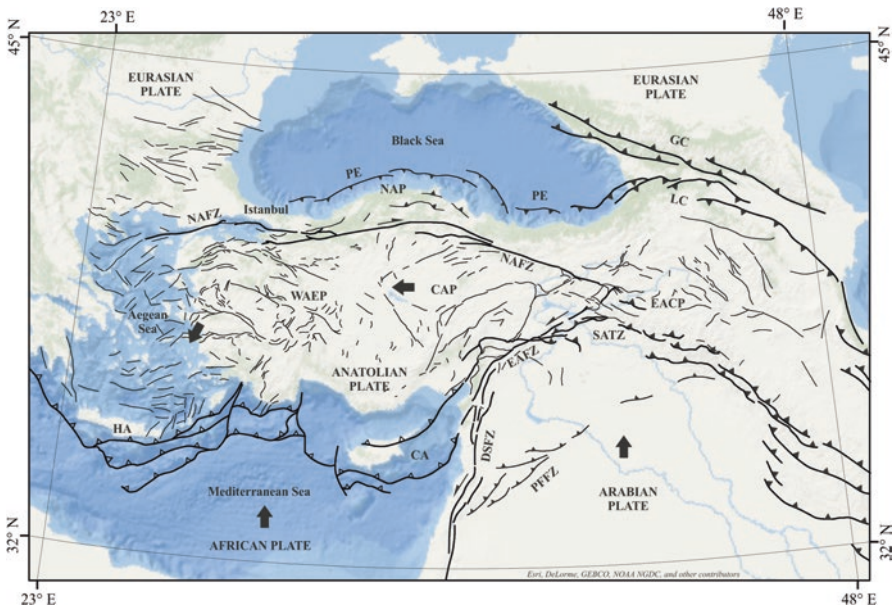 23° E
48° E
45° N
45° N
EURASIAN
PLATE
EURASIAN
PLATE
Black Sea
GC
PE
NAP
PE
LC
NAFZ
Istanbul
NAFZ
WAEP
CAP
EACP
Aegean
Sea
SATZ
EAFZ
ANATOLIAN
PLATE
HA
CA
DSFZ
PFFZ
Mediterranean Sea
ARABIAN
PLATE
AFRICAN PLATE
32° N
32° N
Esri, DeLorme, GEBCO, NOAA NGDC, and other contributors
23° E
48° E